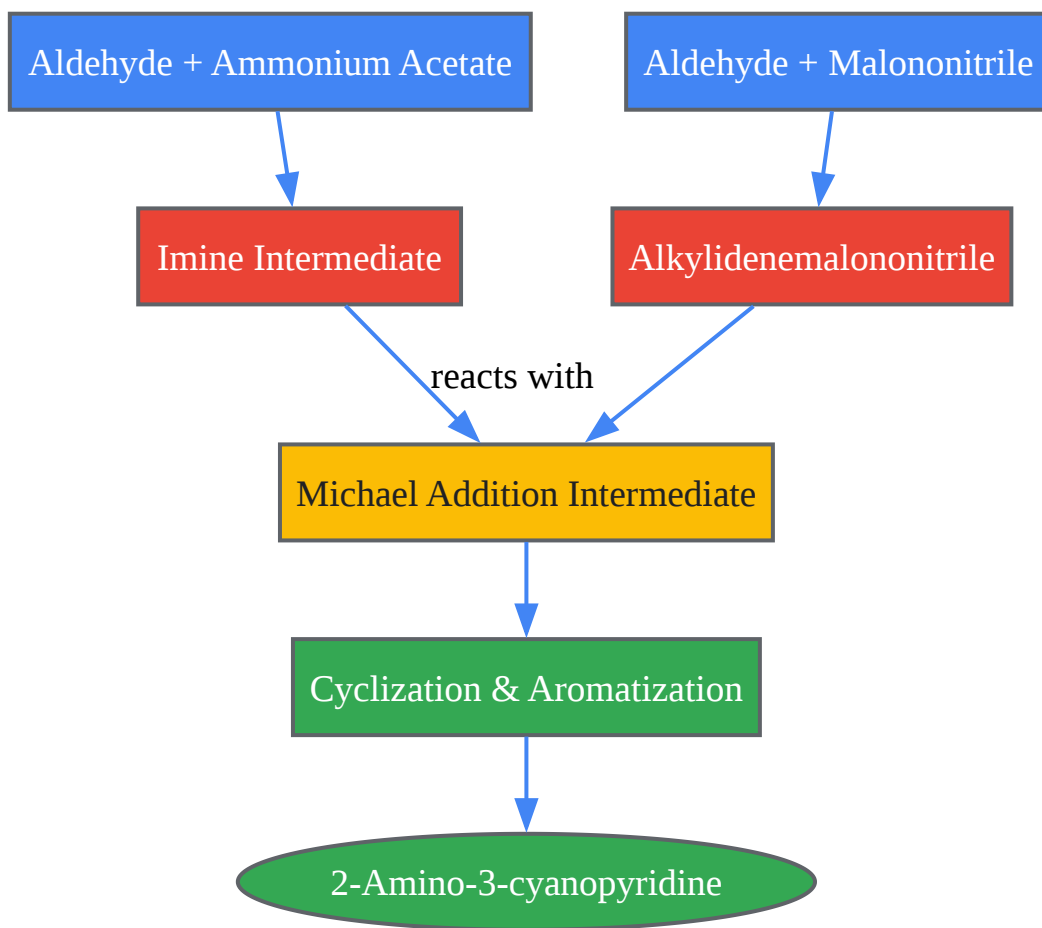 Aldehyde + Ammonium Acetate
Aldehyde + Malononitrile
Imine Intermediate
Alkylidenemalononitrile
reacts with
Michael Addition Intermediate
Cyclization & Aromatization
2-Amino-3-cyanopyridine